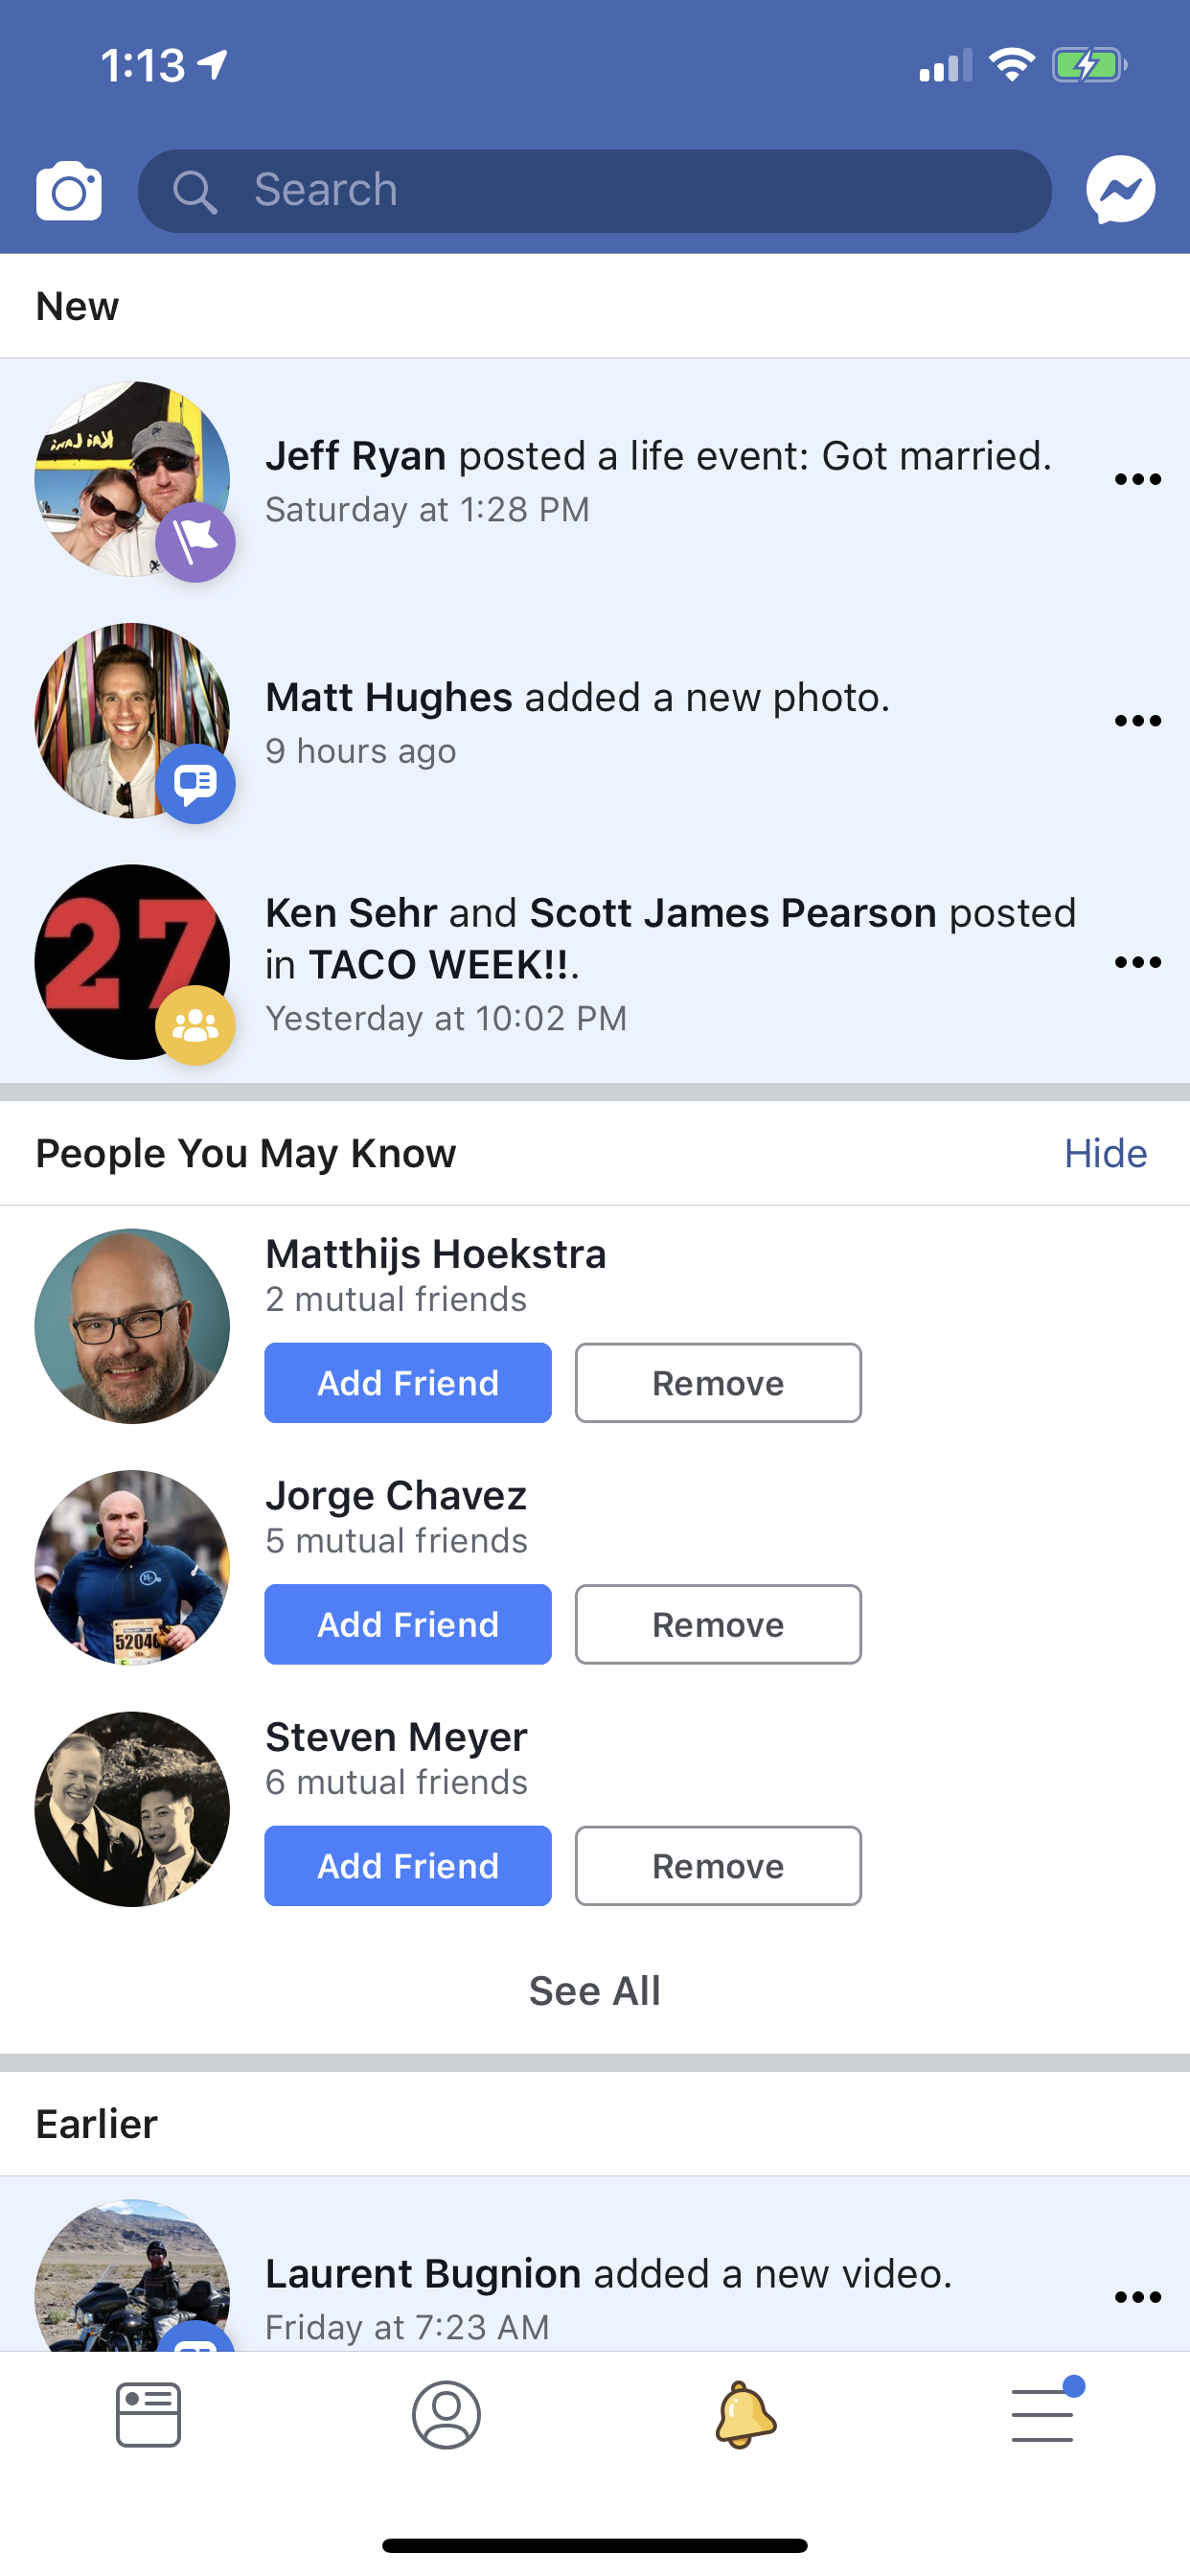 1:13
Search
New
Kai Lani
Jeff Ryan posted a life event: Got married.
Saturday at 1:28 PM
Matt Hughes added a new photo.
9 hours ago
27
Ken Sehr and Scott James Pearson posted
in TACO WEEK!!.
Yesterday at 10:02 PM
People You May Know
Hide
Matthijs Hoekstra
2 mutual friends
Add Friend
Remove
Jorge Chavez
5 mutual friends
52046
Add Friend
Remove
Steven Meyer
6 mutual friends
Add Friend
Remove
See All
Earlier
Laurent Bugnion added a new video.
Friday at 7:23 AM